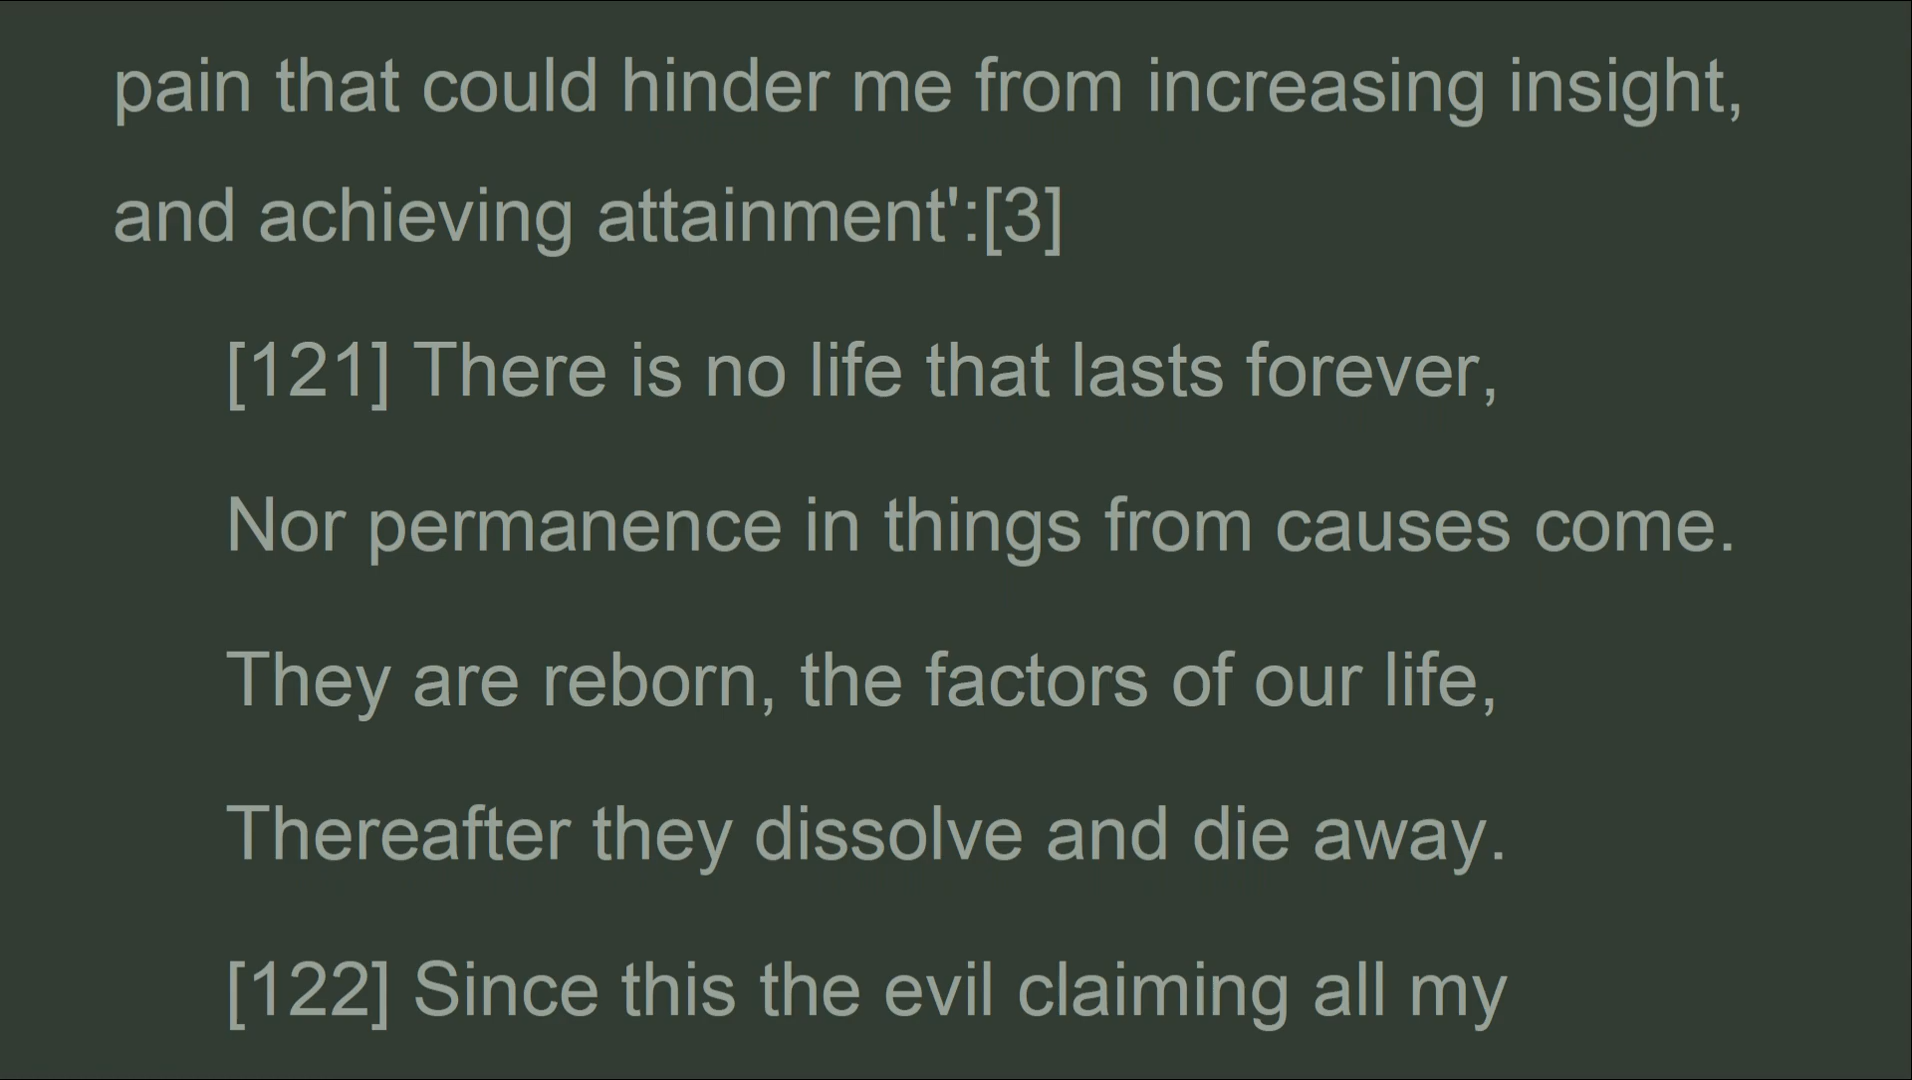 pain that could hinder me from increasing insight,
and achieving attainment':[3]
[121] There is no life that lasts forever,
Nor permanence in things from causes come.
They are reborn, the factors of our life,
Thereafter they dissolve and die away.
[122] Since this the evil claiming all my